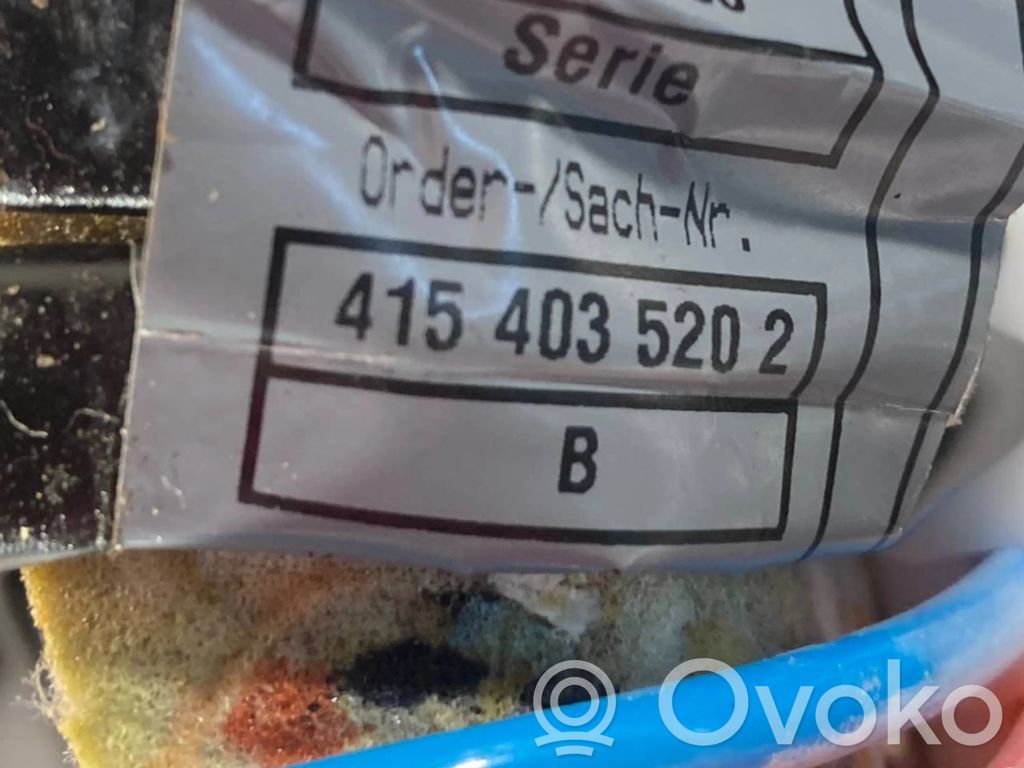 Serie
Order-/Sach-Nr.
415 403 520 2
B
Ovoko